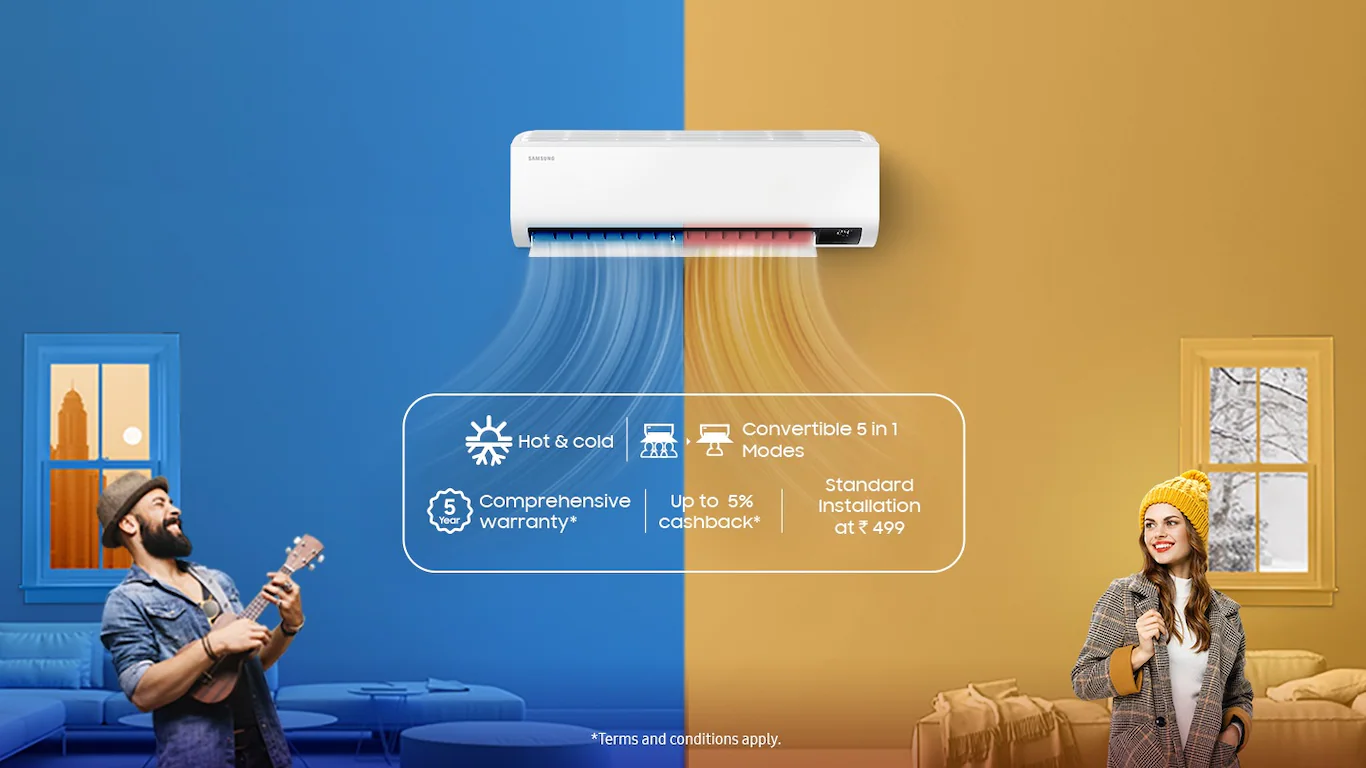 SAMSUNG
24°
Hot & cold
Convertible 5 in 1
Modes
5
Year
Comprehensive
warranty*
Up to 5%
cashback*
Standard
Installation
at ₹ 499
*Terms and conditions apply.